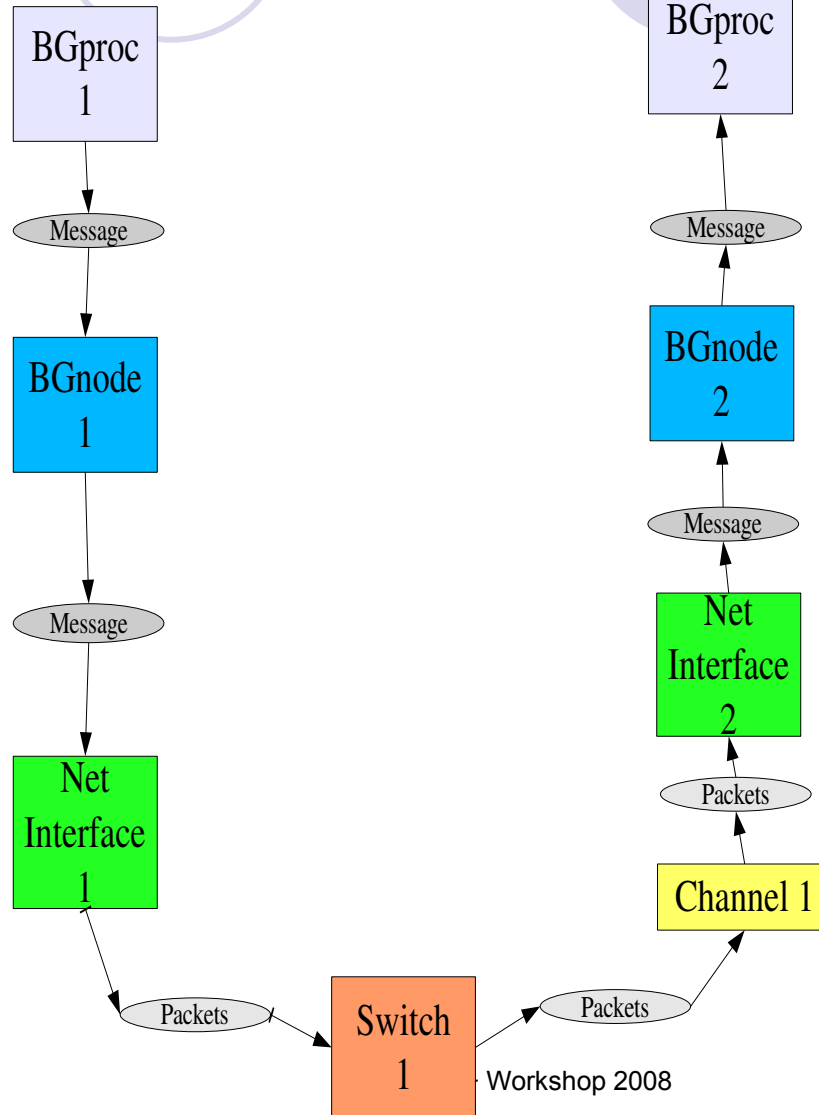 BGproc
1
Message
BGnode
1
Message
Net
Interface
1
Packets
Switch
1
Packets
Channel 1
Packets
Net
Interface
2
Message
BGnode
2
Message
BGproc
2
Workshop 2008